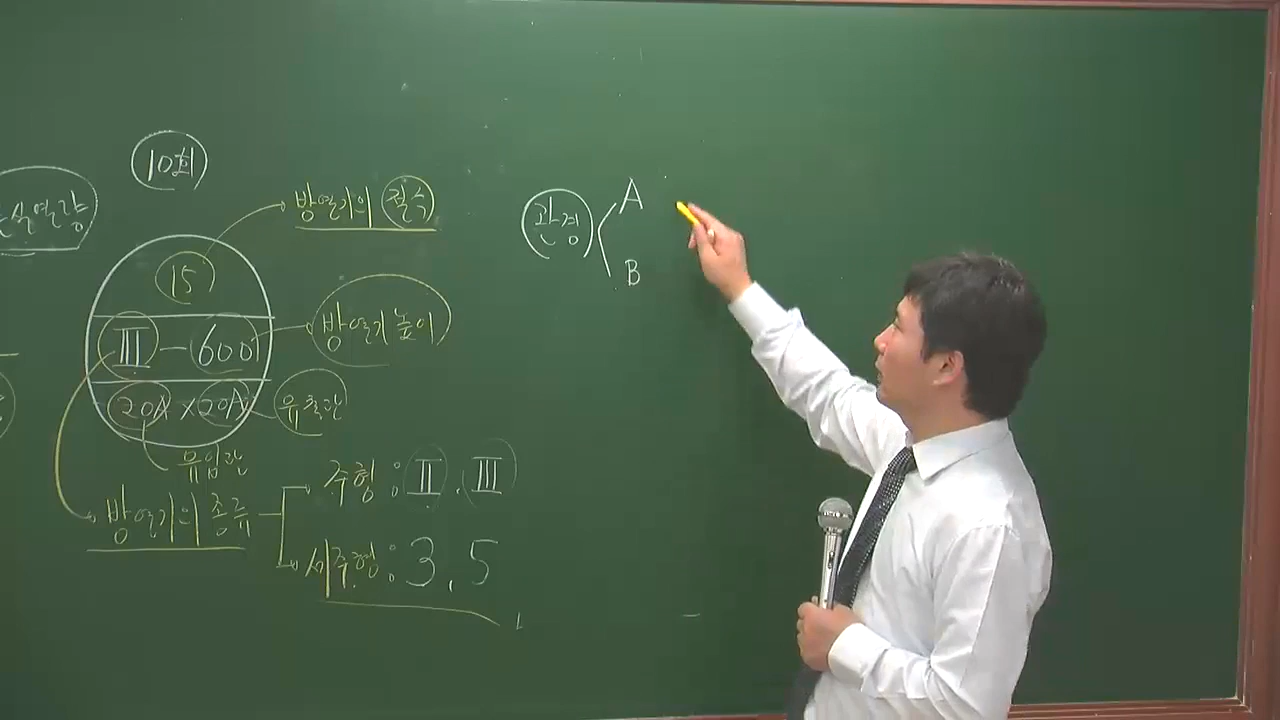 10회
방열기의 절수
15
Ⅲ-600
방열기높이
20A×20A
유출관
유입관
방열기의 종류
주형 : Ⅱ, Ⅲ
세주형 : 3, 5
관경
A
B